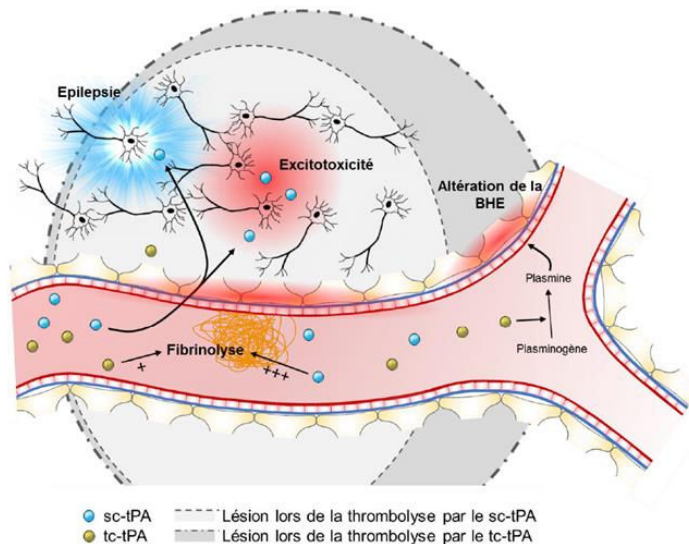 Epilepsie
Excitotoxicité
Altération de la
BHE
Plasmine
Plasminogène
Fibrinolyse
+
+++
sc-tPA
Lésion lors de la thrombolyse par le sc-tPA
tc-tPA
Lésion lors de la thrombolyse par le tc-tPA